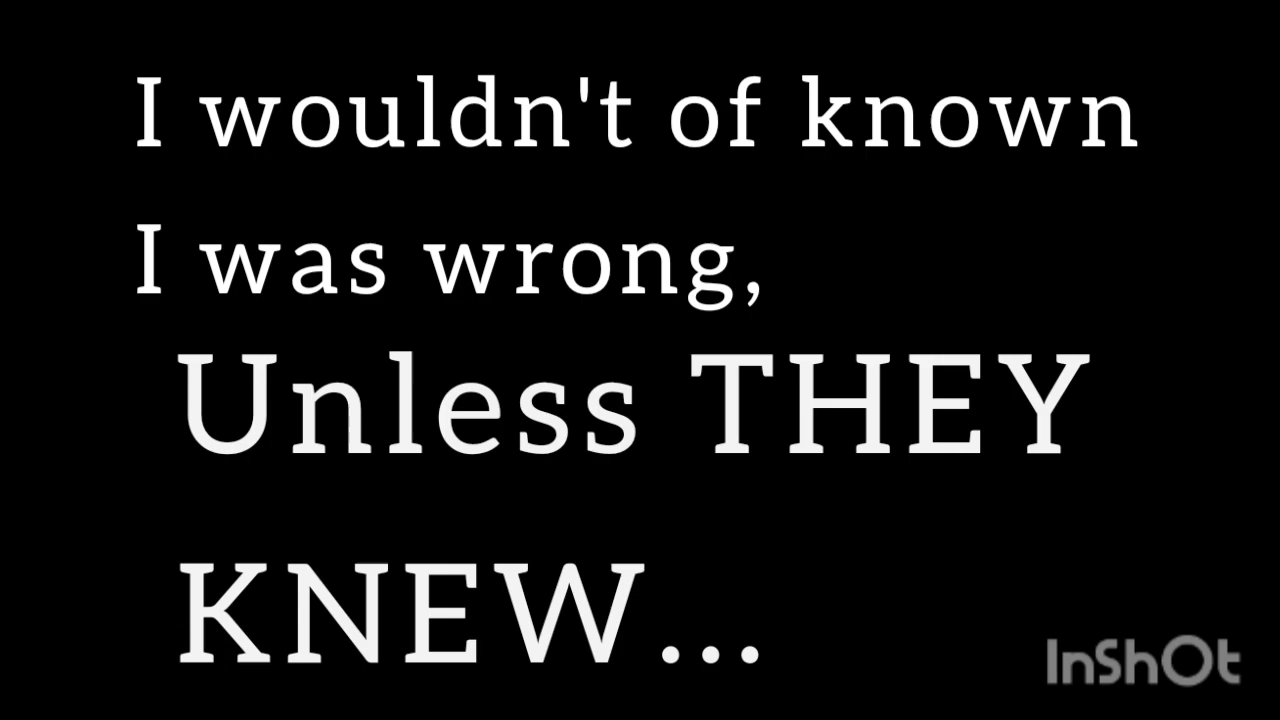 I wouldn't of known
I was wrong,
Unless THEY
KNEW...
InShOt